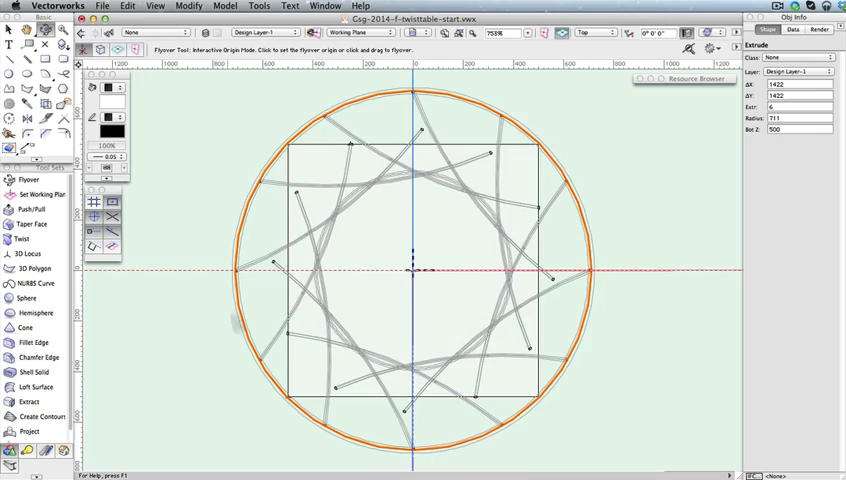 Vectorworks File Edit View Modify Model Tools Text Window Help
Gsg-2014-f-twisttable-start.vwx
None Design Layer-1 Working Plane 753% Top 0° 0' 0"
Flyover Tool: Interactive Origin Mode. Click to set the flyover origin or click and drag to flyover.
Basic
1200 1000 800 600 400 200 0 200 400 600 800 1000 1200
Resource Browser
100%
0.05
Tool Sets
Flyover
Set Working Plan
Push/Pull
Taper Face
Twist
3D Locus
3D Polygon
NURBS Curve
Sphere
Hemisphere
Cone
Fillet Edge
Chamfer Edge
Shell Solid
Loft Surface
Extract
Create Contours
Project
For Help, press F1
Obj Info
Shape Data Render
Extrude
Class: None
Layer: Design Layer-1
ΔX: 1422
ΔY: 1422
Extr: 6
Radius: 711
Bot Z: 500
IFC...
Name: